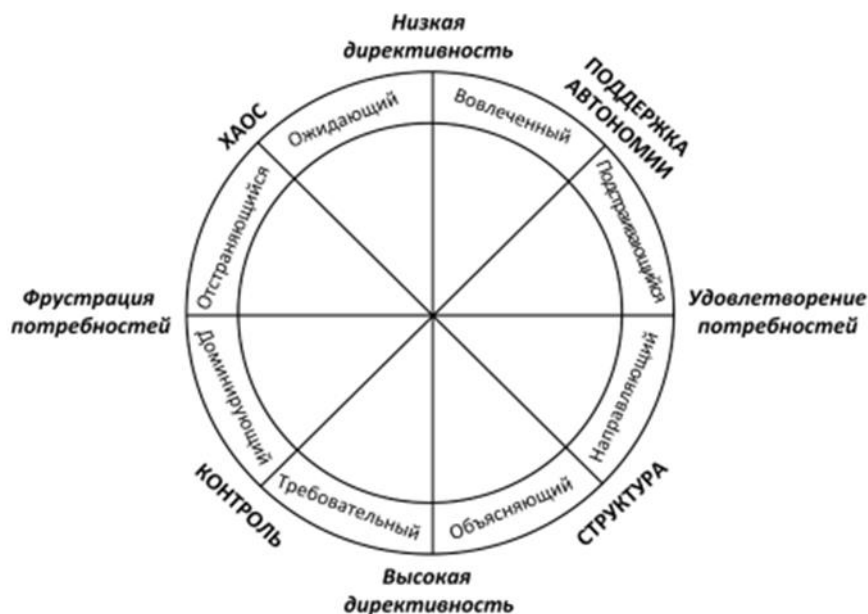 Низкая
директивность
ХАОС
Ожидающий
Вовлеченный
ПОДДЕРЖКА
АВТОНОМИИ
Отстраняющийся
Подстраивающийся
Фрустрация
потребностей
Удовлетворение
потребностей
Доминирующий
Направляющий
КОНТРОЛЬ
Требовательный
Объясняющий
СТРУКТУРА
Высокая
директивность